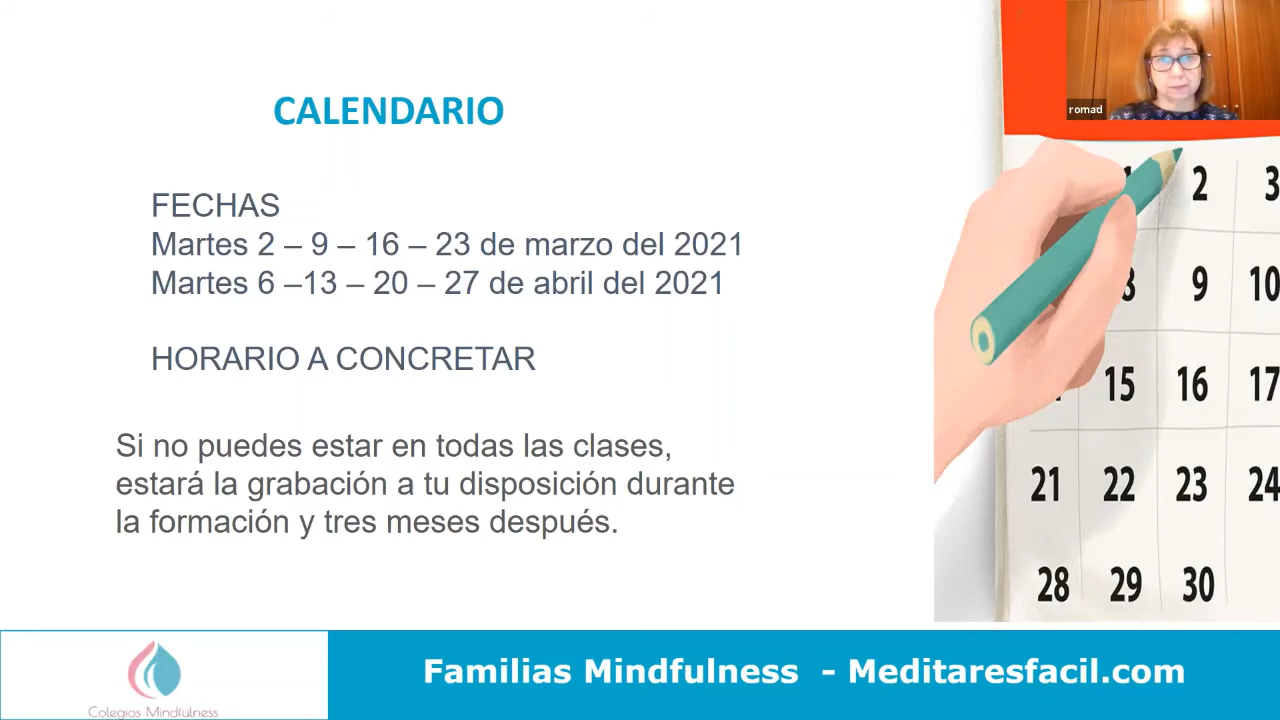 CALENDARIO
romad
FECHAS
Martes 2 – 9 – 16 – 23 de marzo del 2021
Martes 6 –13 – 20 – 27 de abril del 2021
HORARIO A CONCRETAR
Si no puedes estar en todas las clases,
estará la grabación a tu disposición durante
la formación y tres meses después.
2 3
9 10
15 16 17
21 22 23 24
28 29 30
Colegios Mindfulness
Familias Mindfulness - Meditaresfacil.com